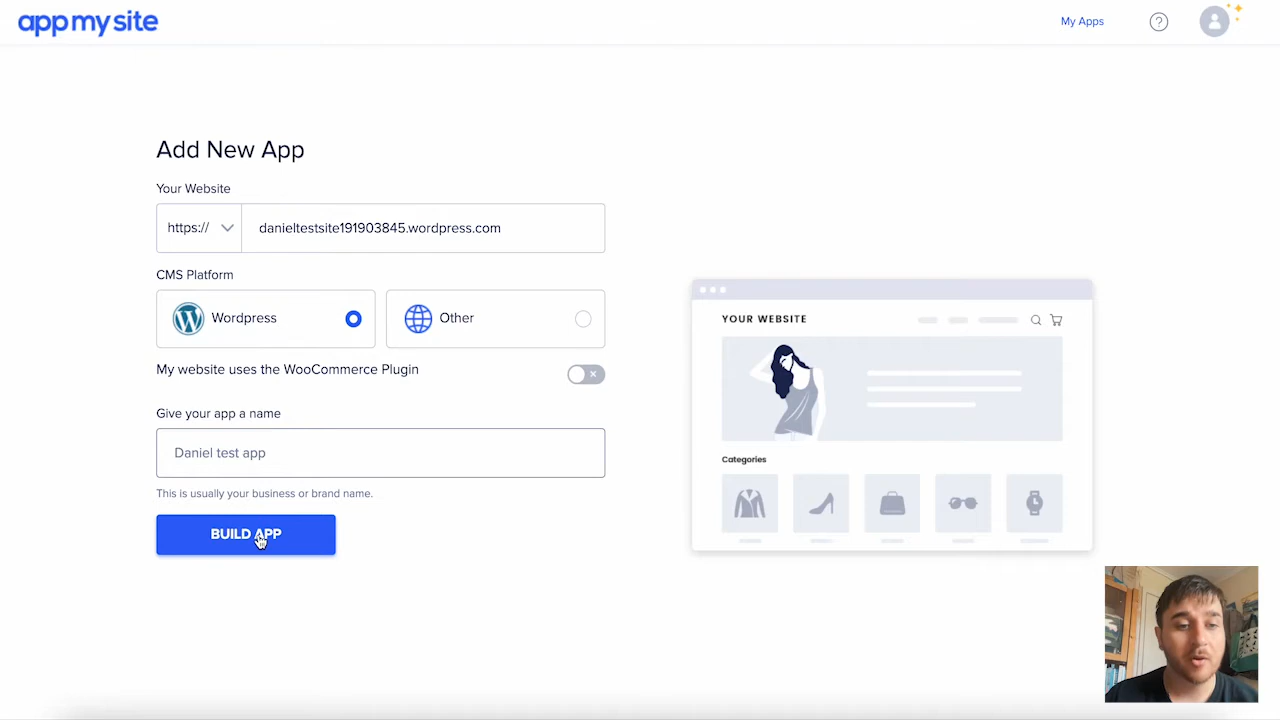 appmysite
My Apps
?
Add New App
Your Website
https://
danieltestsite191903845.wordpress.com
CMS Platform
Wordpress
Other
My website uses the WooCommerce Plugin
Give your app a name
Daniel test app
This is usually your business or brand name.
BUILD APP
YOUR WEBSITE
Categories